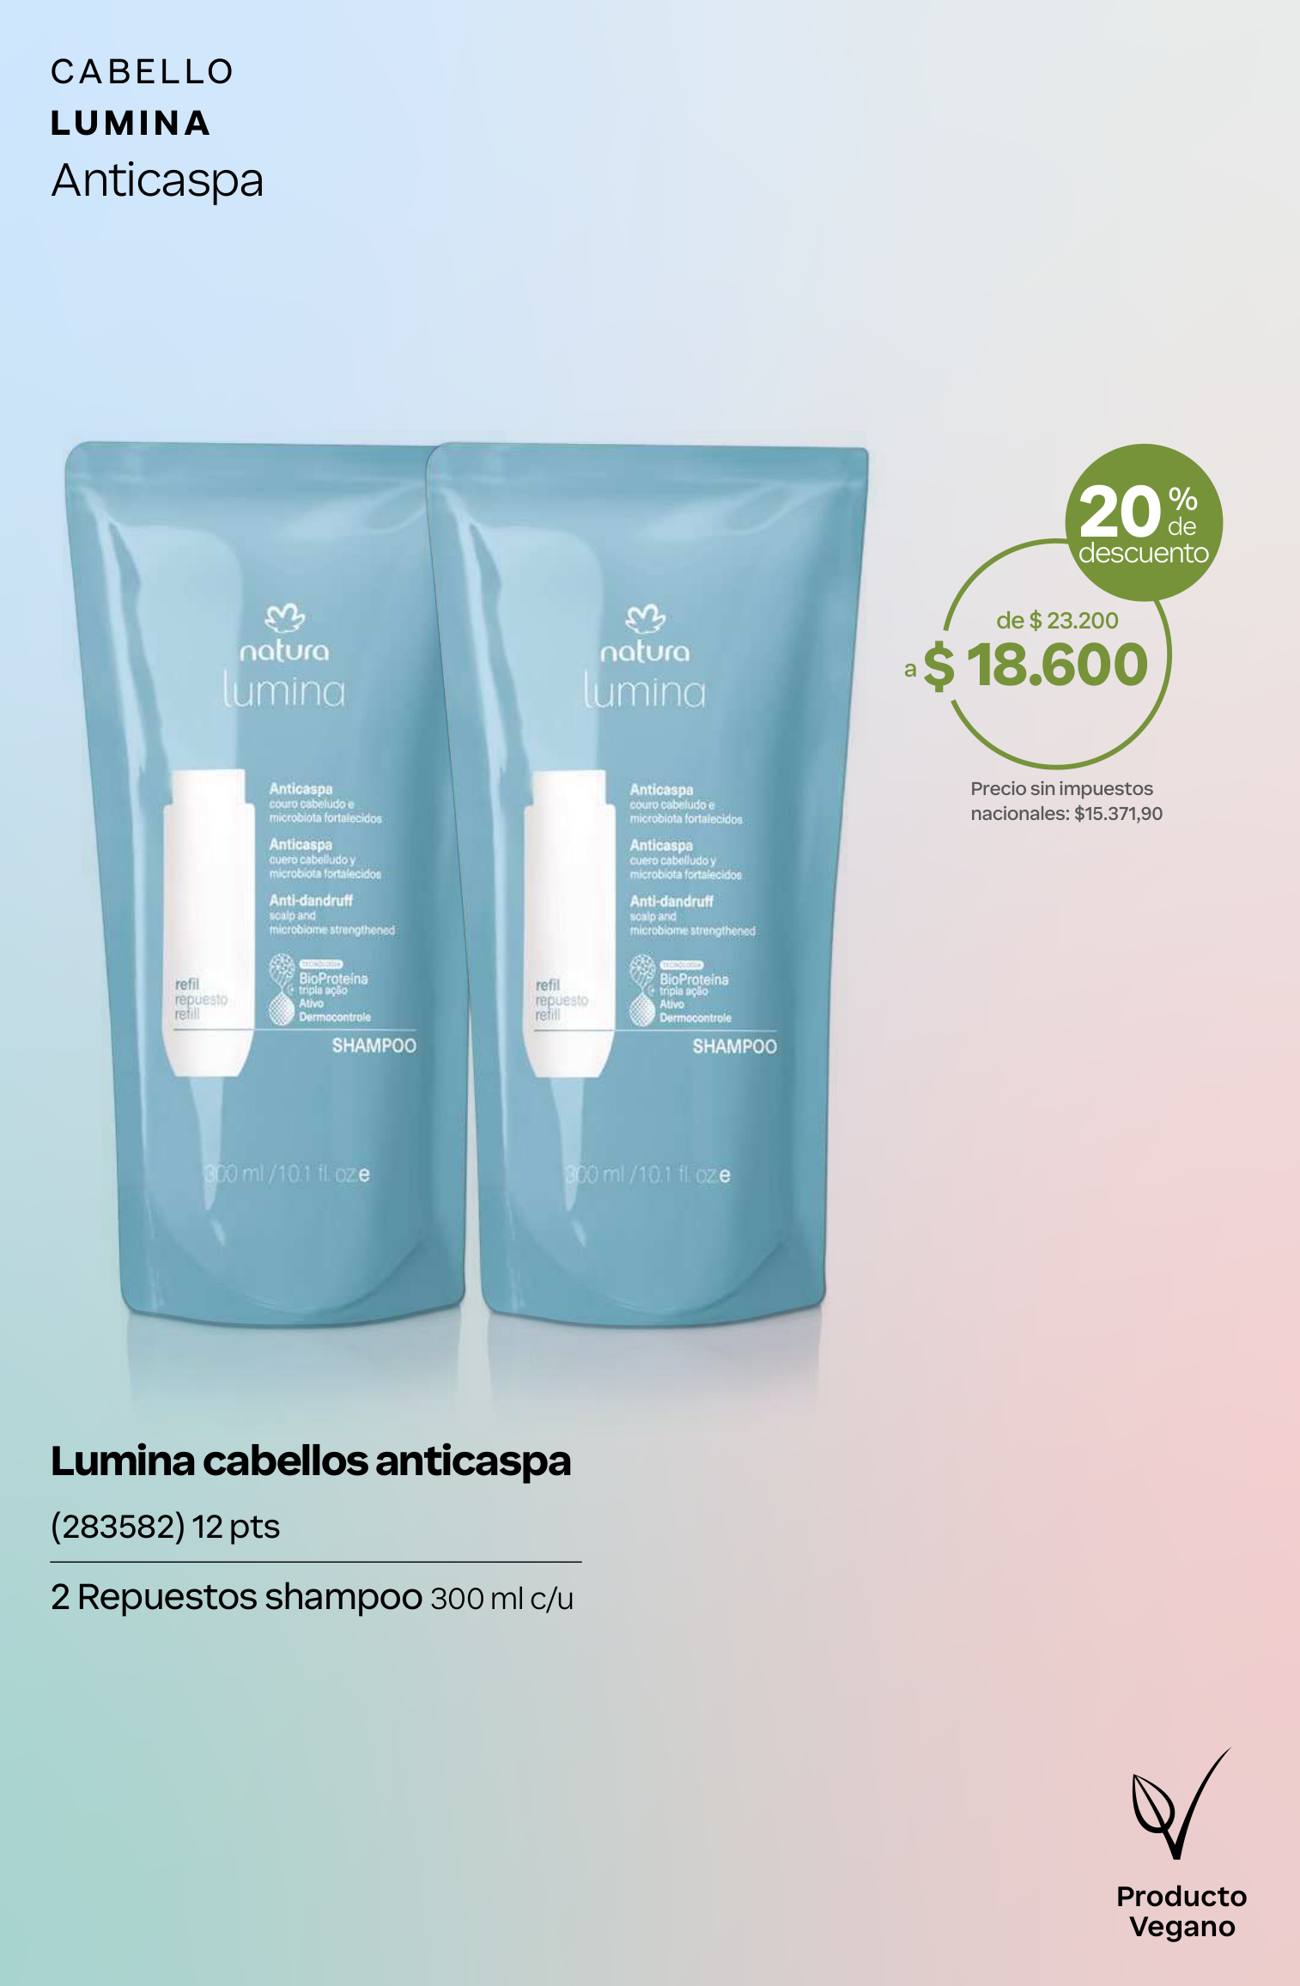 CABELLO
LUMINA
Anticaspa
natura
lumina
Anticaspa
couro cabeludo e
microbiota fortalecidos
Anticaspa
cuero cabelludo y
microbiota fortalecidos
Anti-dandruff
scalp and
microbiome strengthened
TECNOLOGIA
BioProteína
tripla ação
Ativo
Dermocontrole
refil
repuesto
refill
SHAMPOO
300 ml /10.1 fl. oz.e
natura
lumina
Anticaspa
couro cabeludo e
microbiota fortalecidos
Anticaspa
cuero cabelludo y
microbiota fortalecidos
Anti-dandruff
scalp and
microbiome strengthened
TECNOLOGIA
BioProteína
tripla ação
Ativo
Dermocontrole
refil
repuesto
refill
SHAMPOO
300 ml /10.1 fl. oz.e
20 %
de
descuento
de $ 23.200
a $ 18.600
Precio sin impuestos
nacionales: $15.371,90
Lumina cabellos anticaspa
(283582) 12 pts
2 Repuestos shampoo 300 ml c/u
Producto
Vegano